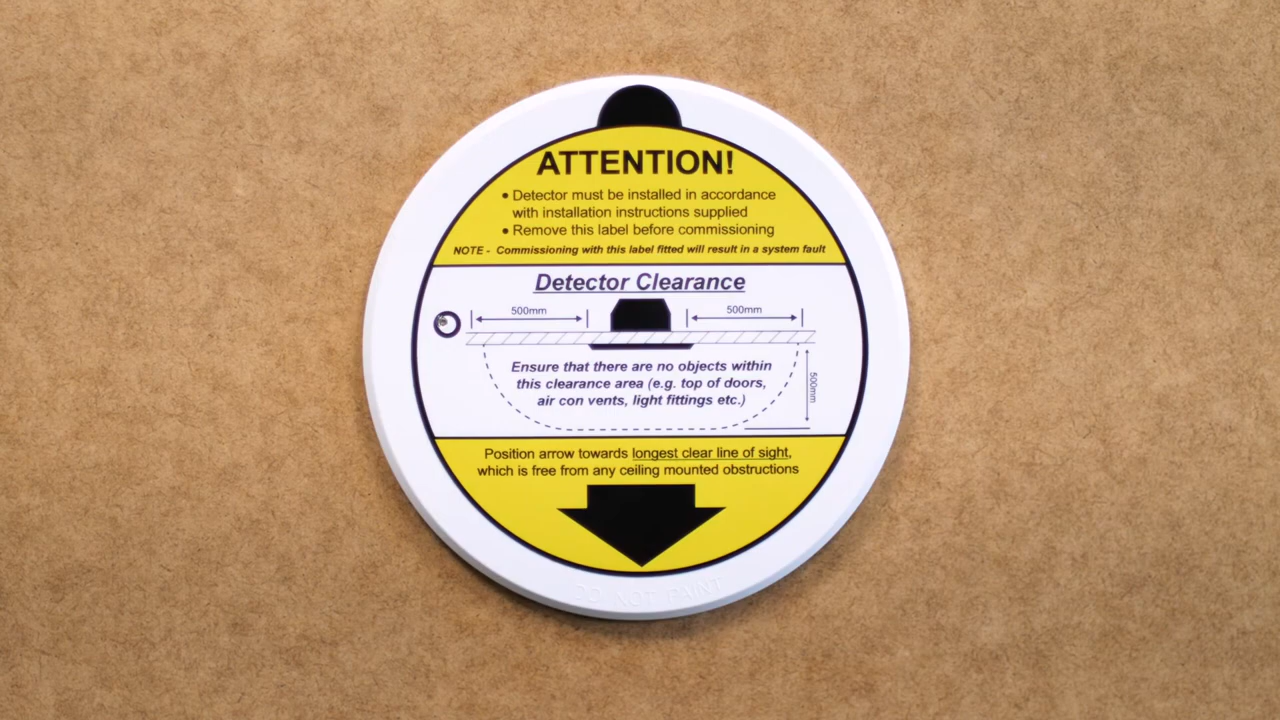 ATTENTION!
• Detector must be installed in accordance
with installation instructions supplied
• Remove this label before commissioning
NOTE - Commissioning with this label fitted will result in a system fault
Detector Clearance
500mm
500mm
Ensure that there are no objects within
this clearance area (e.g. top of doors,
air con vents, light fittings etc.)
500mm
Position arrow towards longest clear line of sight,
which is free from any ceiling mounted obstructions
DO NOT PAINT